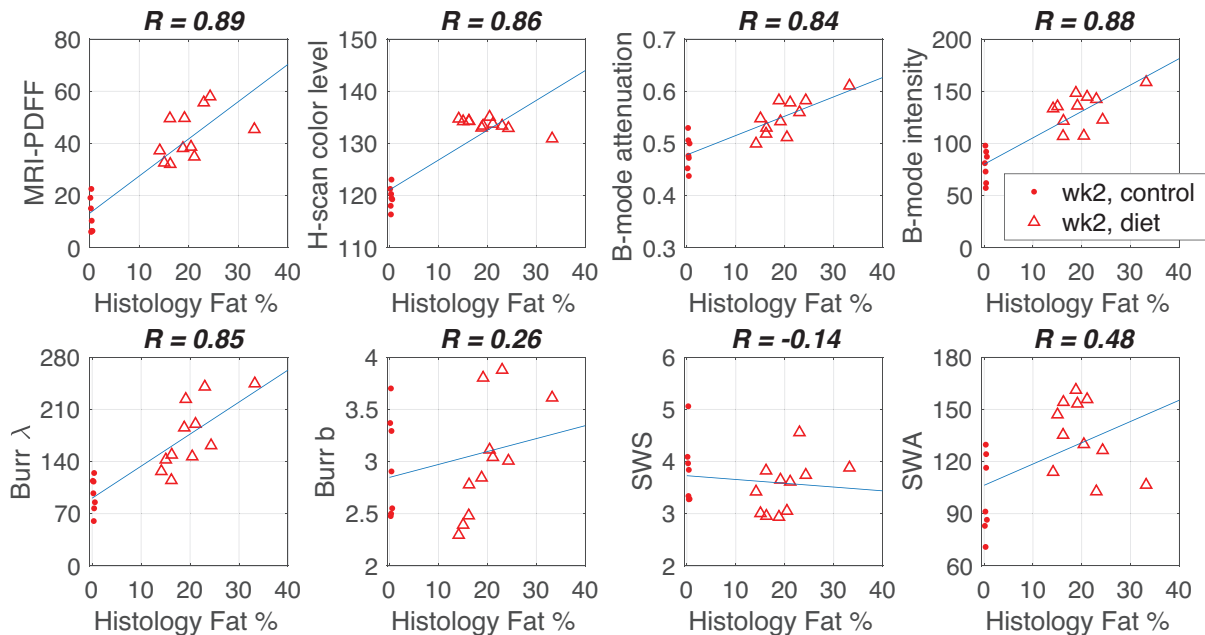 R = 0.89
MRI-PDFF
80
60
40
20
0
0 10 20 30 40
Histology Fat %
R = 0.86
H-scan color level
150
140
130
120
110
0 10 20 30 40
Histology Fat %
R = 0.84
B-mode attenuation
0.7
0.6
0.5
0.4
0.3
0 10 20 30 40
Histology Fat %
R = 0.88
B-mode intensity
200
150
100
50
0
wk2, control
wk2, diet
0 10 20 30 40
Histology Fat %
R = 0.85
Burr λ
280
210
140
70
0
0 10 20 30 40
Histology Fat %
R = 0.26
Burr b
4
3.5
3
2.5
2
0 10 20 30 40
Histology Fat %
R = -0.14
SWS
6
5
4
3
2
0 10 20 30 40
Histology Fat %
R = 0.48
SWA
180
150
120
90
60
0 10 20 30 40
Histology Fat %